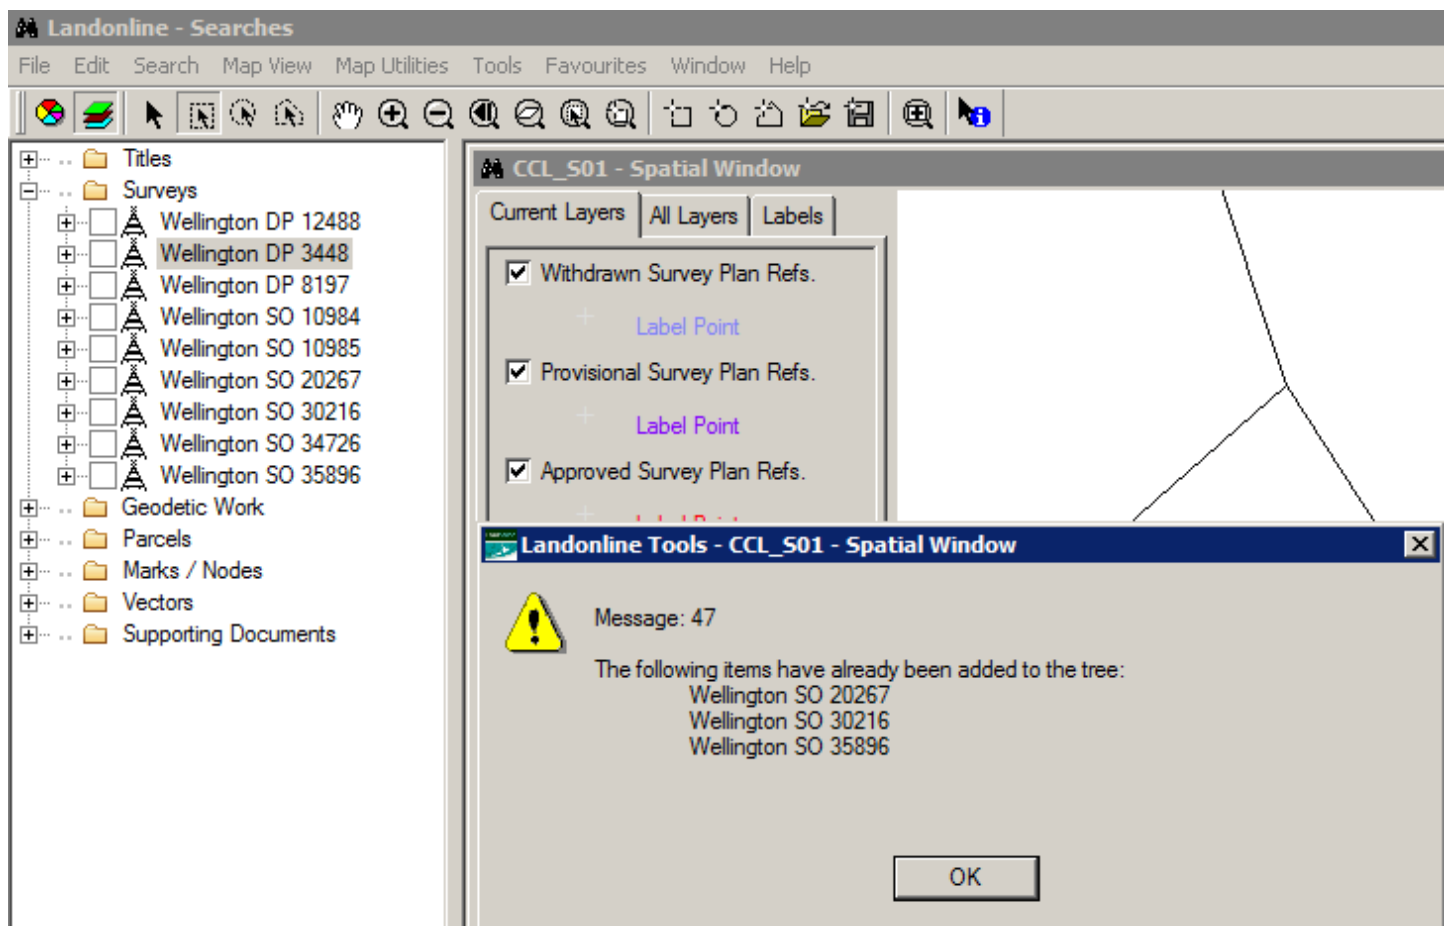 Landonline - Searches
File Edit Search Map View Map Utilities Tools Favourites Window Help
Titles
Surveys
Wellington DP 12488
Wellington DP 3448
Wellington DP 8197
Wellington SO 10984
Wellington SO 10985
Wellington SO 20267
Wellington SO 30216
Wellington SO 34726
Wellington SO 35896
Geodetic Work
Parcels
Marks / Nodes
Vectors
Supporting Documents
CCL_S01 - Spatial Window
Current Layers All Layers Labels
Withdrawn Survey Plan Refs.
Label Point
Provisional Survey Plan Refs.
Label Point
Approved Survey Plan Refs.
Landonline Tools - CCL_S01 - Spatial Window
Message: 47
The following items have already been added to the tree:
Wellington SO 20267
Wellington SO 30216
Wellington SO 35896
OK